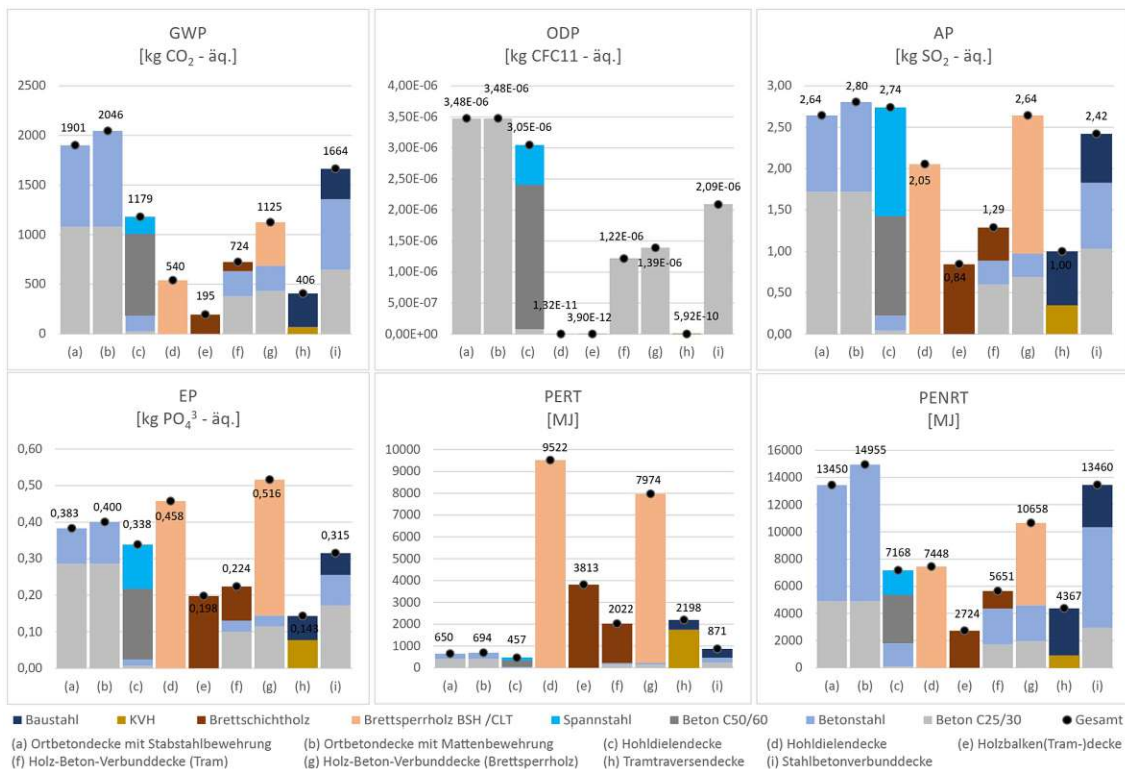 GWP
[kg CO₂ - äq.]
2500
2000
1500
1000
500
0
1901
2046
1179
540
195
724
1125
406
1664
(a) (b) (c) (d) (e) (f) (g) (h) (i)
ODP
[kg CFC11 - äq.]
4,00E-06
3,50E-06
3,00E-06
2,50E-06
2,00E-06
1,50E-06
1,00E-06
5,00E-07
0,00E+00
3,48E-06
3,48E-06
3,05E-06
1,32E-11
3,90E-12
1,22E-06
1,39E-06
5,92E-10
2,09E-06
(a) (b) (c) (d) (e) (f) (g) (h) (i)
AP
[kg SO₂ - äq.]
3,00
2,50
2,00
1,50
1,00
0,50
0,00
2,64
2,80
2,74
2,05
0,84
1,29
2,64
1,00
2,42
(a) (b) (c) (d) (e) (f) (g) (h) (i)
EP
[kg PO₄³ - äq.]
0,60
0,50
0,40
0,30
0,20
0,10
0,00
0,383
0,400
0,338
0,458
0,198
0,224
0,516
0,143
0,315
(a) (b) (c) (d) (e) (f) (g) (h) (i)
PERT
[MJ]
10000
9000
8000
7000
6000
5000
4000
3000
2000
1000
0
650
694
457
9522
3813
2022
7974
2198
871
(a) (b) (c) (d) (e) (f) (g) (h) (i)
PENRT
[MJ]
16000
14000
12000
10000
8000
6000
4000
2000
0
13450
14955
7168
7448
2724
5651
10658
4367
13460
(a) (b) (c) (d) (e) (f) (g) (h) (i)
Baustahl KVH Brettschichtholz Brettsperrholz BSH /CLT Spannstahl Beton C50/60 Betonstahl Beton C25/30 Gesamt
(a) Ortbetondecke mit Stabstahlbewehrung (b) Ortbetondecke mit Mattenbewehrung (c) Hohldielendecke (d) Hohldielendecke (e) Holzbalken(Tram-)decke
(f) Holz-Beton-Verbunddecke (Tram) (g) Holz-Beton-Verbunddecke (Brettsperrholz) (h) Tramtraversendecke (i) Stahlbetonverbunddecke